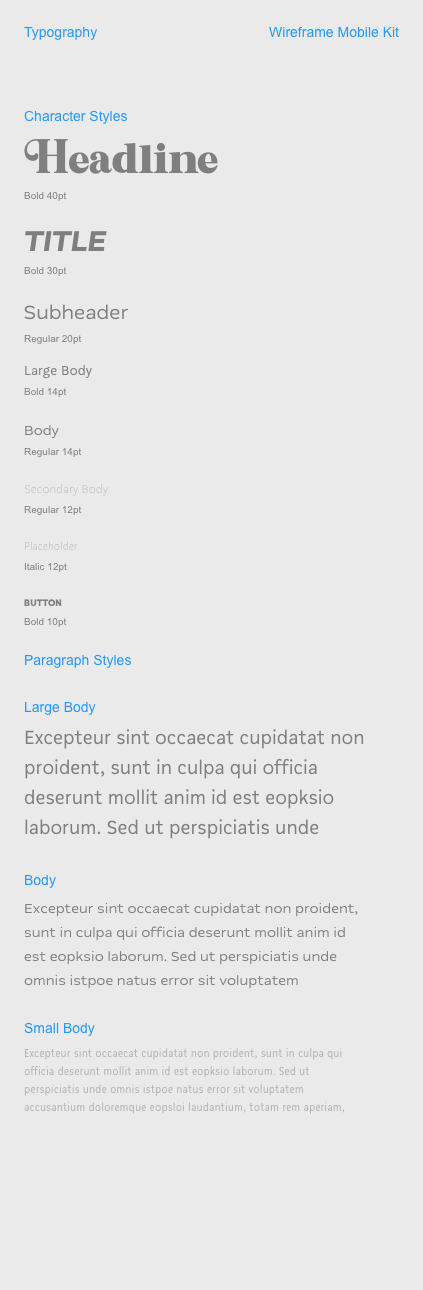 Typography
Wireframe Mobile Kit
Character Styles
Headline
Bold 40pt
TITLE
Bold 30pt
Subheader
Regular 20pt
Large Body
Bold 14pt
Body
Regular 14pt
Secondary Body
Regular 12pt
Placeholder
Italic 12pt
BUTTON
Bold 10pt
Paragraph Styles
Large Body
Excepteur sint occaecat cupidatat non
proident, sunt in culpa qui officia
deserunt mollit anim id est eopksio
laborum. Sed ut perspiciatis unde
Body
Excepteur sint occaecat cupidatat non proident,
sunt in culpa qui officia deserunt mollit anim id
est eopksio laborum. Sed ut perspiciatis unde
omnis istpoe natus error sit voluptatem
Small Body
Excepteur sint occaecat cupidatat non proident, sunt in culpa qui
officia deserunt mollit anim id est eopksio laborum. Sed ut
perspiciatis unde omnis istpoe natus error sit voluptatem
accusantium doloremque eopsloi laudantium, totam rem aperiam,